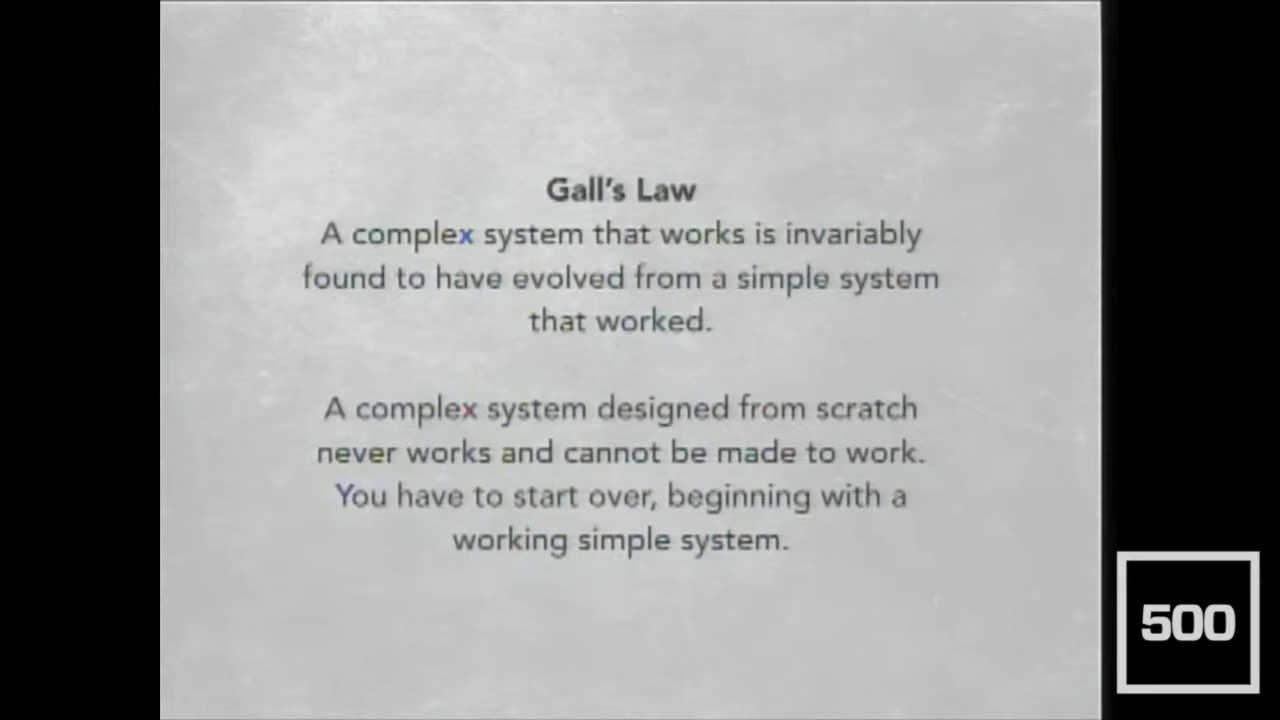 Gall's Law
A complex system that works is invariably
found to have evolved from a simple system
that worked.
A complex system designed from scratch
never works and cannot be made to work.
You have to start over, beginning with a
working simple system.
500